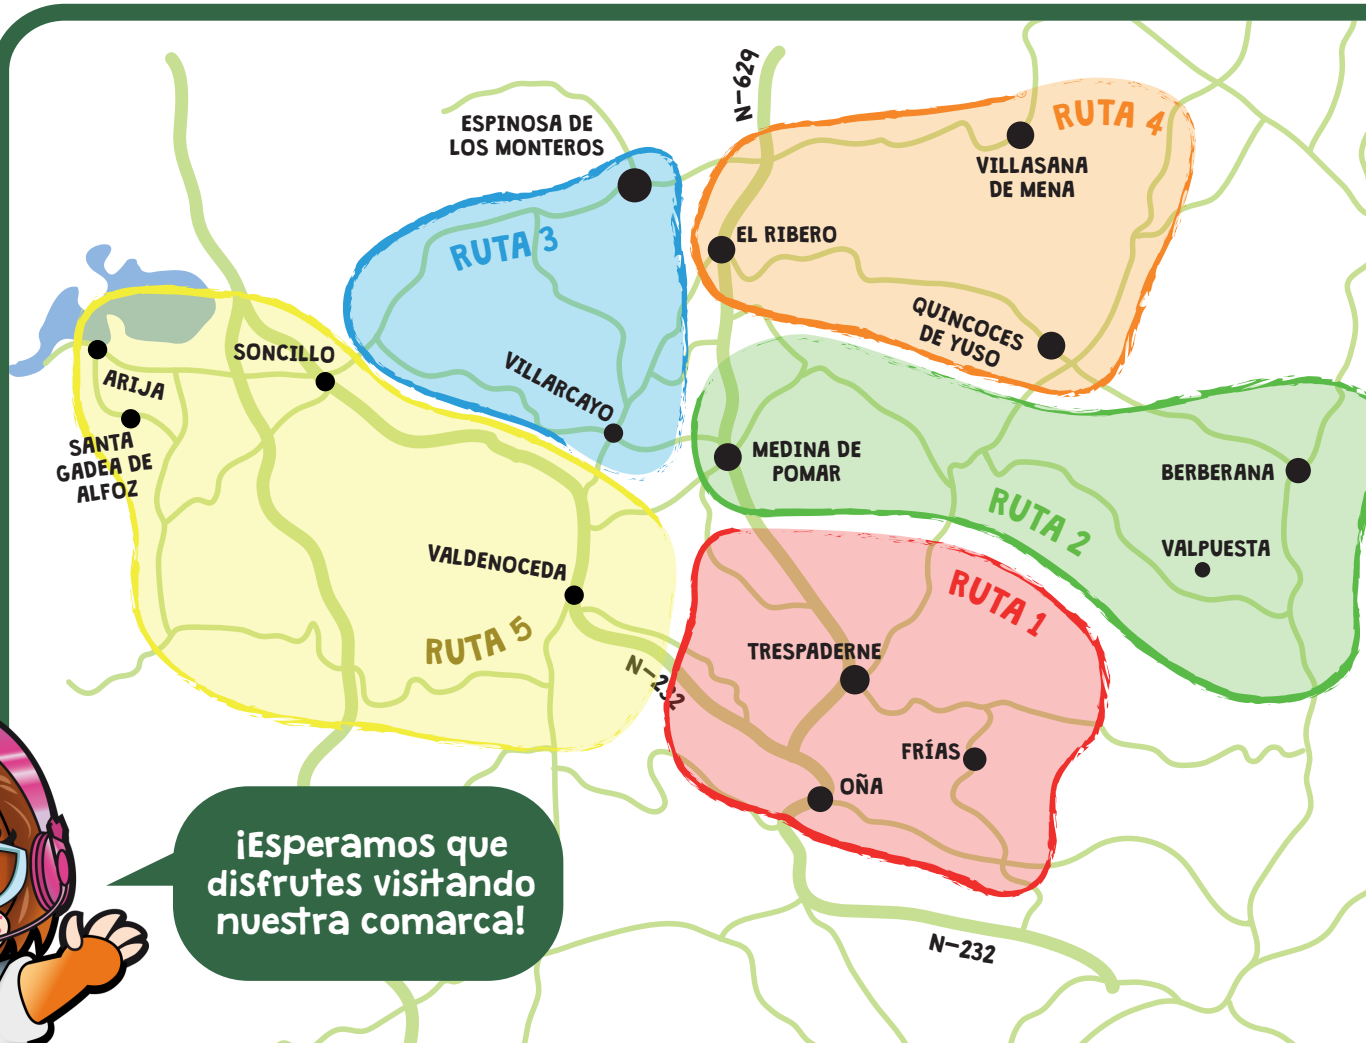 N-629
ESPINOSA DE
LOS MONTEROS
RUTA 4
VILLASANA
DE MENA
RUTA 3
EL RIBERO
QUINCOCES
DE YUSO
SONCILLO
ARIJA
VILLARCAYO
SANTA
GADEA DE
ALFOZ
MEDINA DE
POMAR
BERBERANA
RUTA 2
VALPUESTA
VALDENOCEDA
RUTA 1
RUTA 5
TRESPADERNE
N-232
FRÍAS
OÑA
¡Esperamos que
disfrutes visitando
nuestra comarca!
N-232